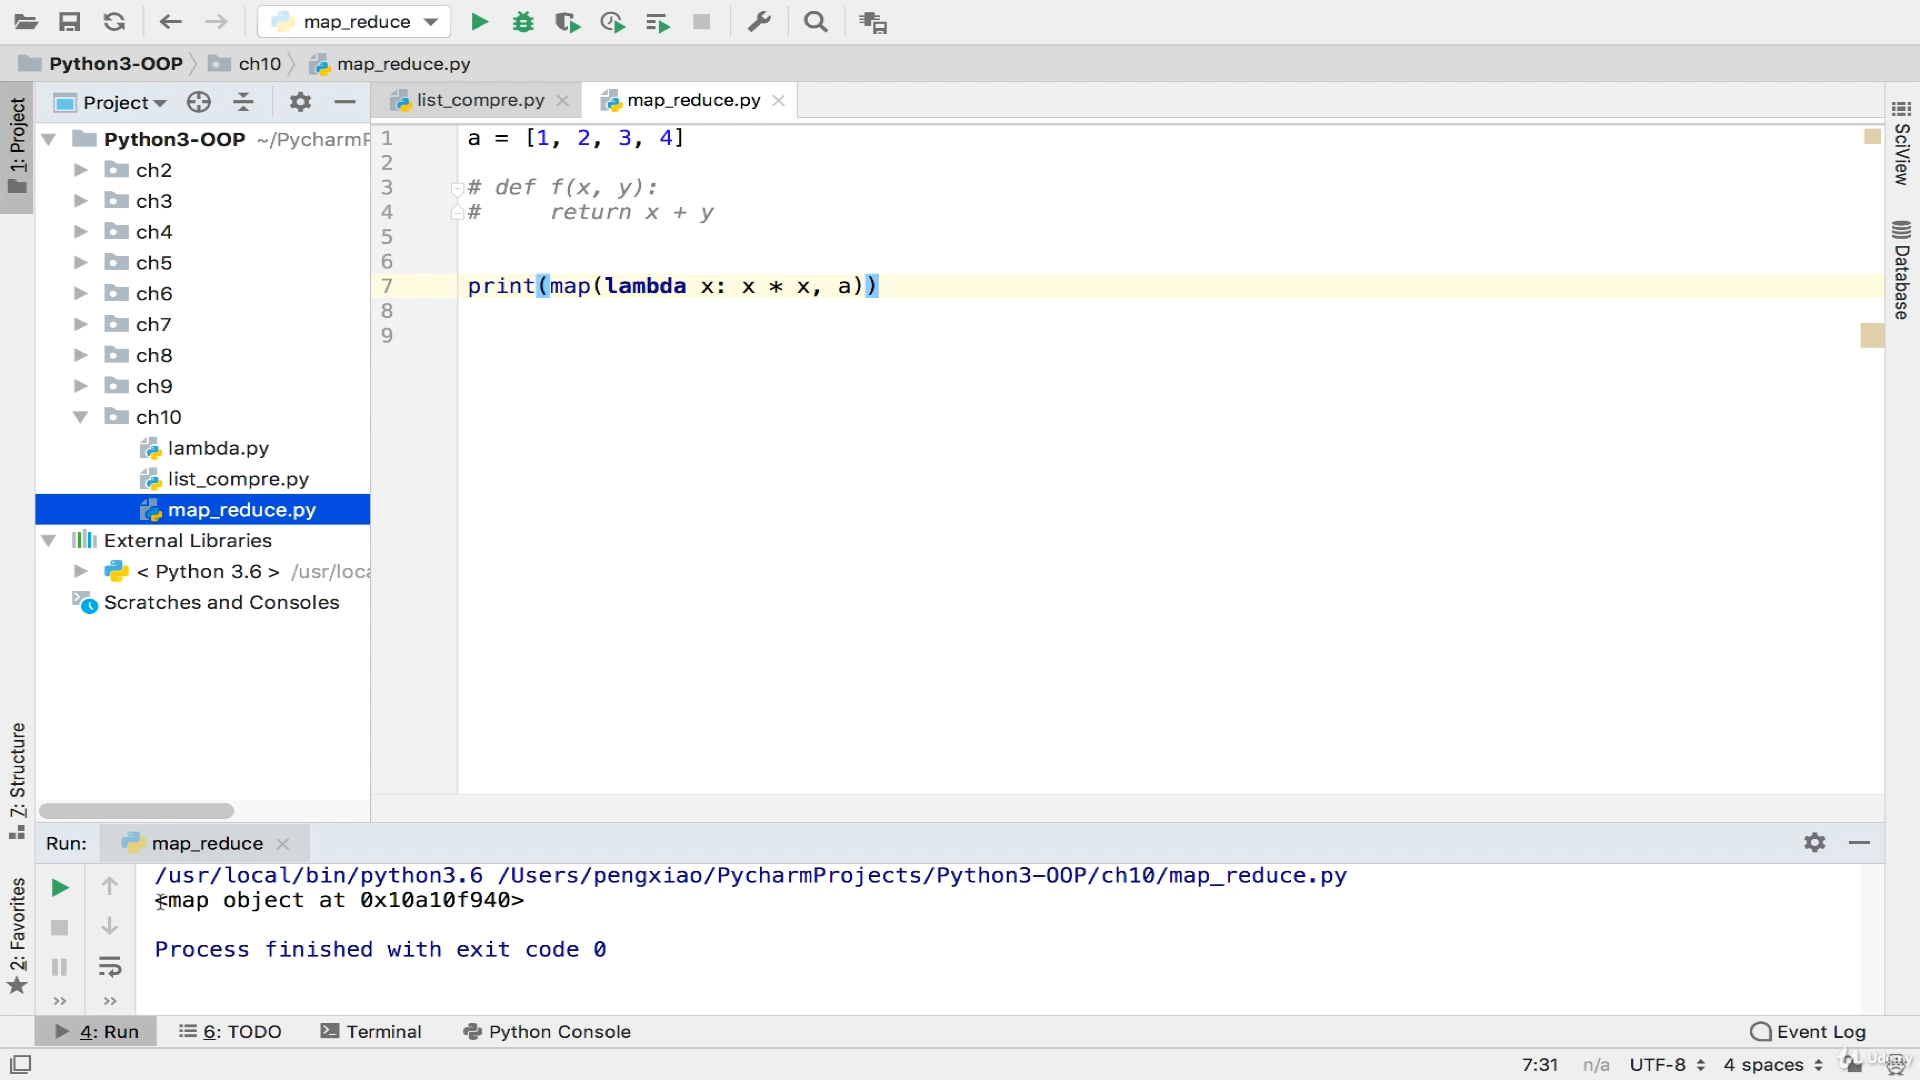 map_reduce
Python3-OOP
ch10
map_reduce.py
1: Project
Project
list_compre.py
map_reduce.py
Python3-OOP ~/PycharmP
ch2
ch3
ch4
ch5
ch6
ch7
ch8
ch9
ch10
lambda.py
list_compre.py
map_reduce.py
External Libraries
< Python 3.6 > /usr/loca
Scratches and Consoles
1 a = [1, 2, 3, 4]
2
3 # def f(x, y):
4 #     return x + y
5
6
7 print(map(lambda x: x * x, a))
8
9
SciView
Database
Z: Structure
2: Favorites
Run: map_reduce
/usr/local/bin/python3.6 /Users/pengxiao/PycharmProjects/Python3-OOP/ch10/map_reduce.py
<map object at 0x10a10f940>
Process finished with exit code 0
4: Run
6: TODO
Terminal
Python Console
Event Log
7:31 n/a UTF-8 4 spaces
Udemy